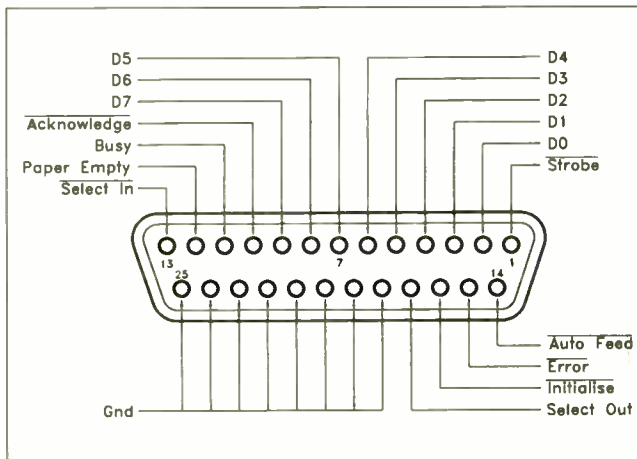 D5
D6
D7
Acknowledge
Busy
Paper Empty
Select In
D4
D3
D2
D1
D0
Strobe
13
7
1
25
14
Auto Feed
Error
Initialise
Select Out
Gnd